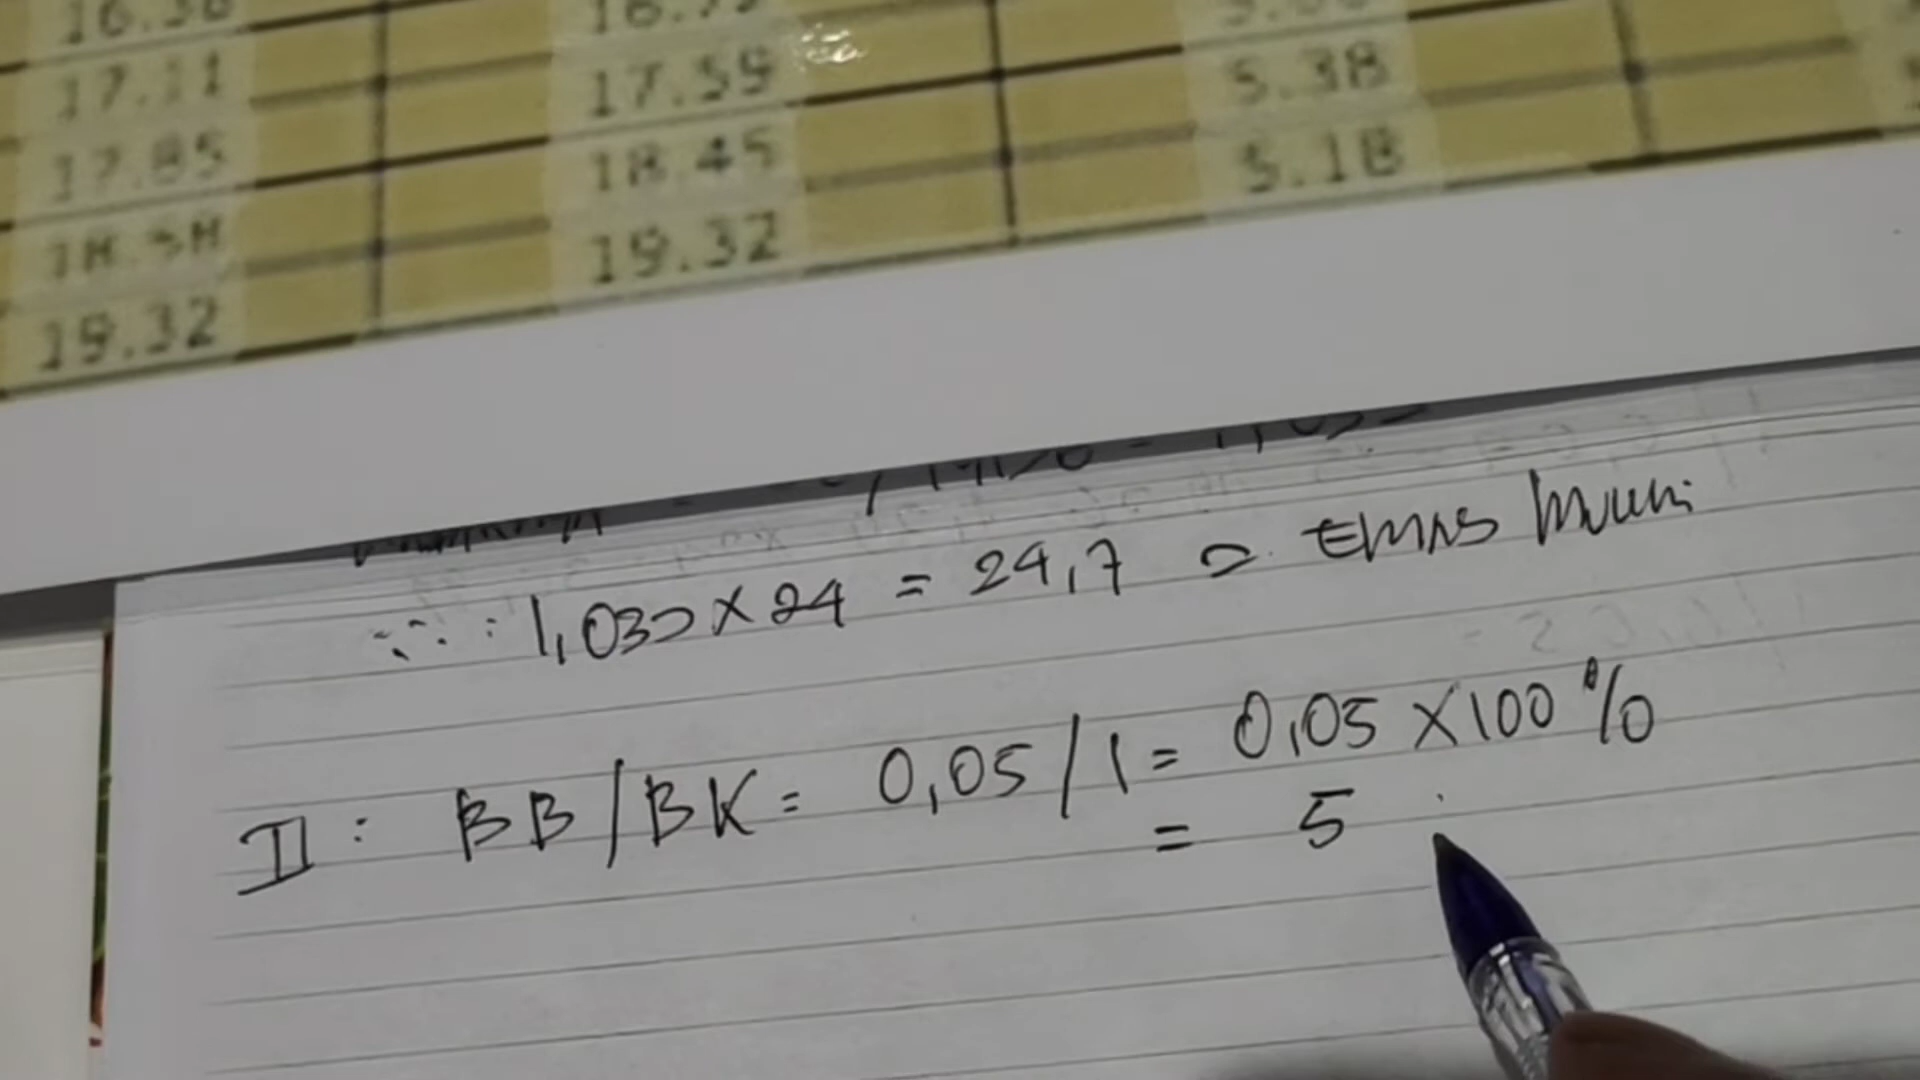 17.11 17.59 5.38
17.85 18.45 5.18
19.32
19.32
1,03 × 24 = 24,7 = EMAS MURNI
II : BB/BK = 0,05/1 = 0,05 × 100 %
= 5